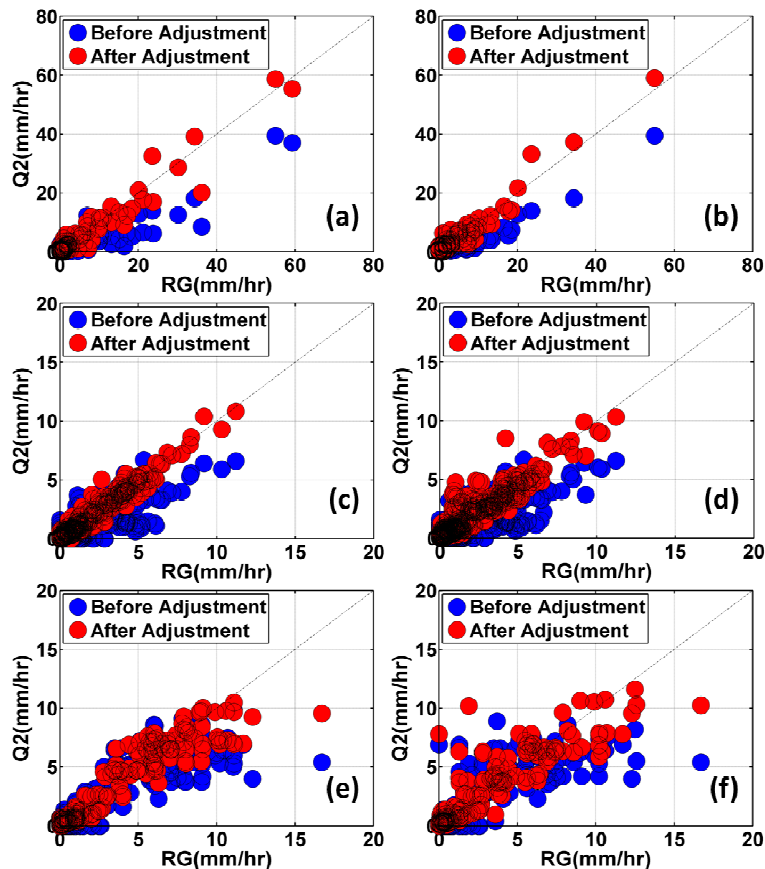 80
60
40
20
0
Q2(mm/hr)
Before Adjustment
After Adjustment
(a)
0 20 40 60 80
RG(mm/hr)
80
60
40
20
0
Q2(mm/hr)
Before Adjustment
After Adjustment
(b)
0 20 40 60 80
RG(mm/hr)
20
15
10
5
0
Q2(mm/hr)
Before Adjustment
After Adjustment
(c)
0 5 10 15 20
RG(mm/hr)
20
15
10
5
0
Q2(mm/hr)
Before Adjustment
After Adjustment
(d)
0 5 10 15 20
RG(mm/hr)
20
15
10
5
0
Q2(mm/hr)
Before Adjustment
After Adjustment
(e)
0 5 10 15 20
RG(mm/hr)
20
15
10
5
0
Q2(mm/hr)
Before Adjustment
After Adjustment
(f)
0 5 10 15 20
RG(mm/hr)